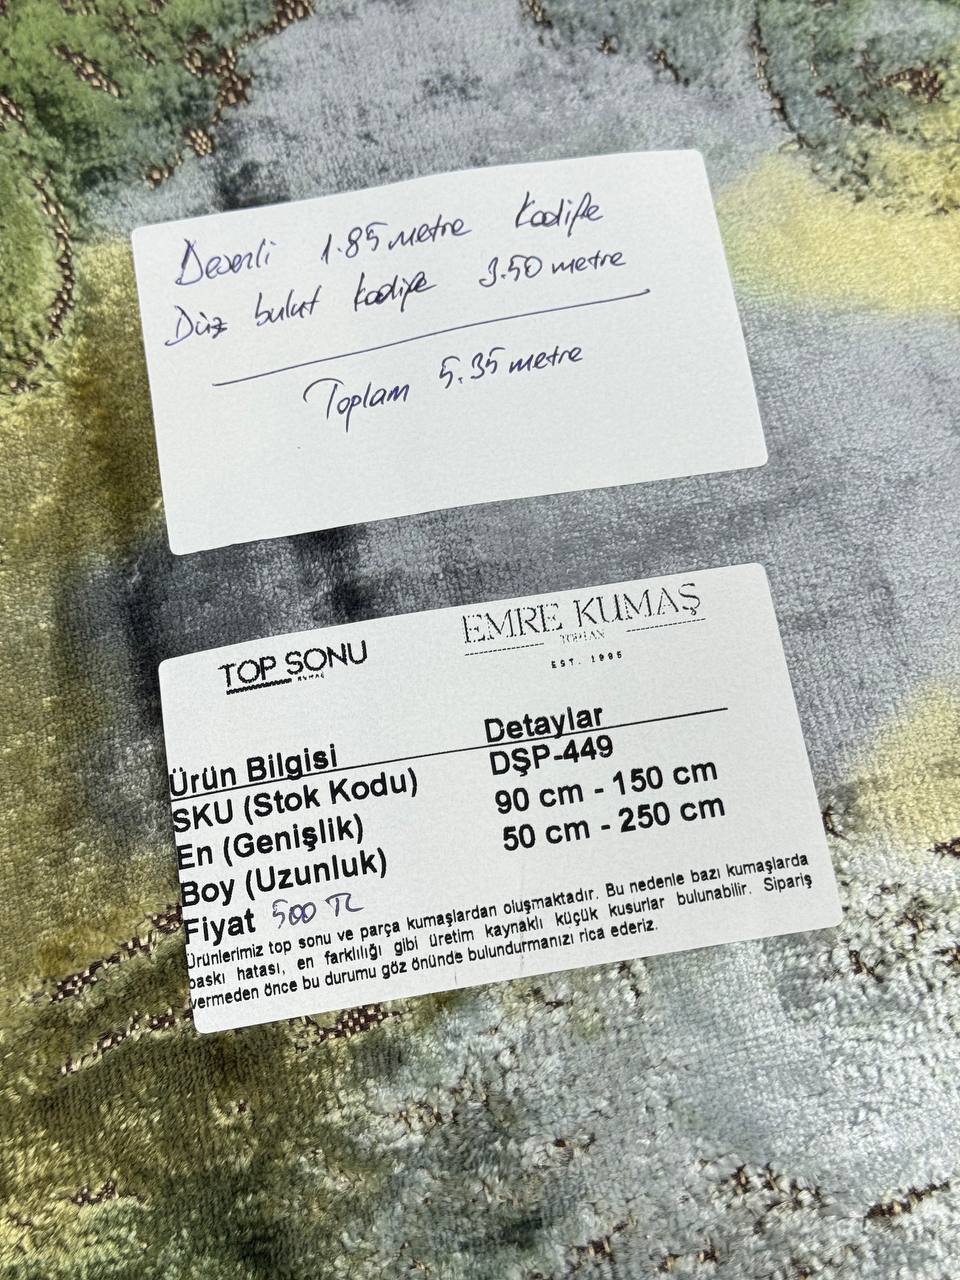 Desenli 1.85 metre Kadife
Düz bulut kadife 3.50 metre
Toplam 5.35 metre
TOP SONU
KUMAŞ
EMRE KUMAŞ
TOPTAN
EST. 1995
Ürün Bilgisi Detaylar
SKU (Stok Kodu) DŞP-449
En (Genişlik) 90 cm - 150 cm
Boy (Uzunluk) 50 cm - 250 cm
Fiyat 500 TL
Ürünlerimiz top sonu ve parça kumaşlardan oluşmaktadır. Bu nedenle bazı kumaşlarda
baskı hatası, en farklılığı gibi üretim kaynaklı küçük kusurlar bulunabilir. Sipariş
vermeden önce bu durumu göz önünde bulundurmanızı rica ederiz.